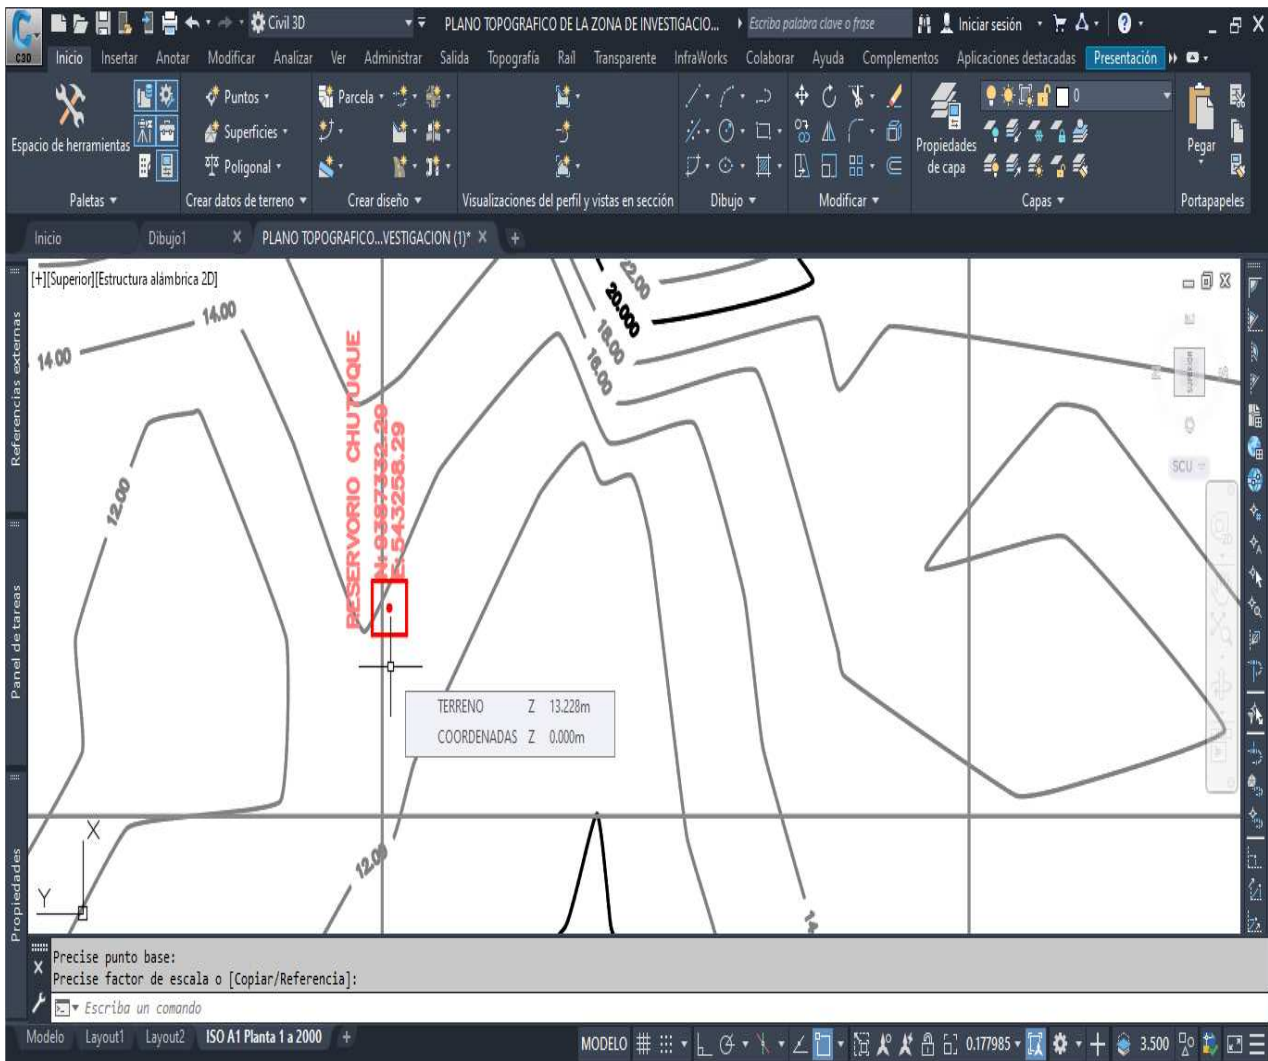 C3D
Civil 3D
PLANO TOPOGRAFICO DE LA ZONA DE INVESTIGACIO...
Escriba palabra clave o frase
Iniciar sesión
Inicio Insertar Anotar Modificar Analizar Ver Administrar Salida Topografía Rail Transparente InfraWorks Colaborar Ayuda Complementos Aplicaciones destacadas Presentación
Espacio de herramientas
Puntos
Superficies
Poligonal
Parcela
Propiedades
de capa
0
Pegar
Paletas Crear datos de terreno Crear diseño Visualizaciones del perfil y vistas en sección Dibujo Modificar Capas Portapapeles
Inicio Dibujo1 PLANO TOPOGRAFICO...VESTIGACION (1)* +
[+][Superior][Estructura alámbrica 2D]
Referencias externas
Panel de tareas
Propiedades
14.00
14.00
12.00
22.00
20.000
18.00
16.00
RESERVORIO CHUTUQUE
N: 9387332.29
E: 543258.29
SUPERIOR
SCU
TERRENO Z 13.228m
COORDENADAS Z 0.000m
12.00
14
X
Y
Precise punto base:
Precise factor de escala o [Copiar/Referencia]:
Escriba un comando
Modelo Layout1 Layout2 ISO A1 Planta 1 a 2000 +
MODELO 0.177985 3.500